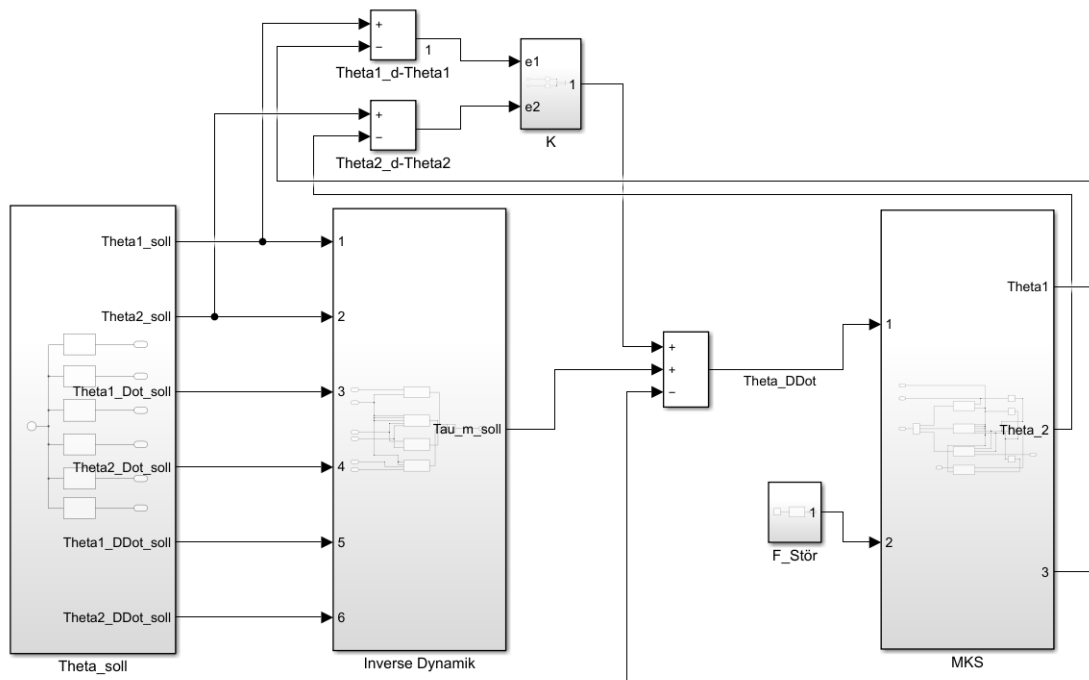 +
−
1
Theta1_d-Theta1
+
−
Theta2_d-Theta2
e1
e2
1
K
Theta1_soll
Theta2_soll
Theta1_Dot_soll
Theta2_Dot_soll
Theta1_DDot_soll
Theta2_DDot_soll
Theta_soll
1
2
3
4
5
6
Tau_m_soll
Inverse Dynamik
+
+
−
Theta_DDot
1
F_Stör
1
2
Theta1
Theta_2
3
MKS